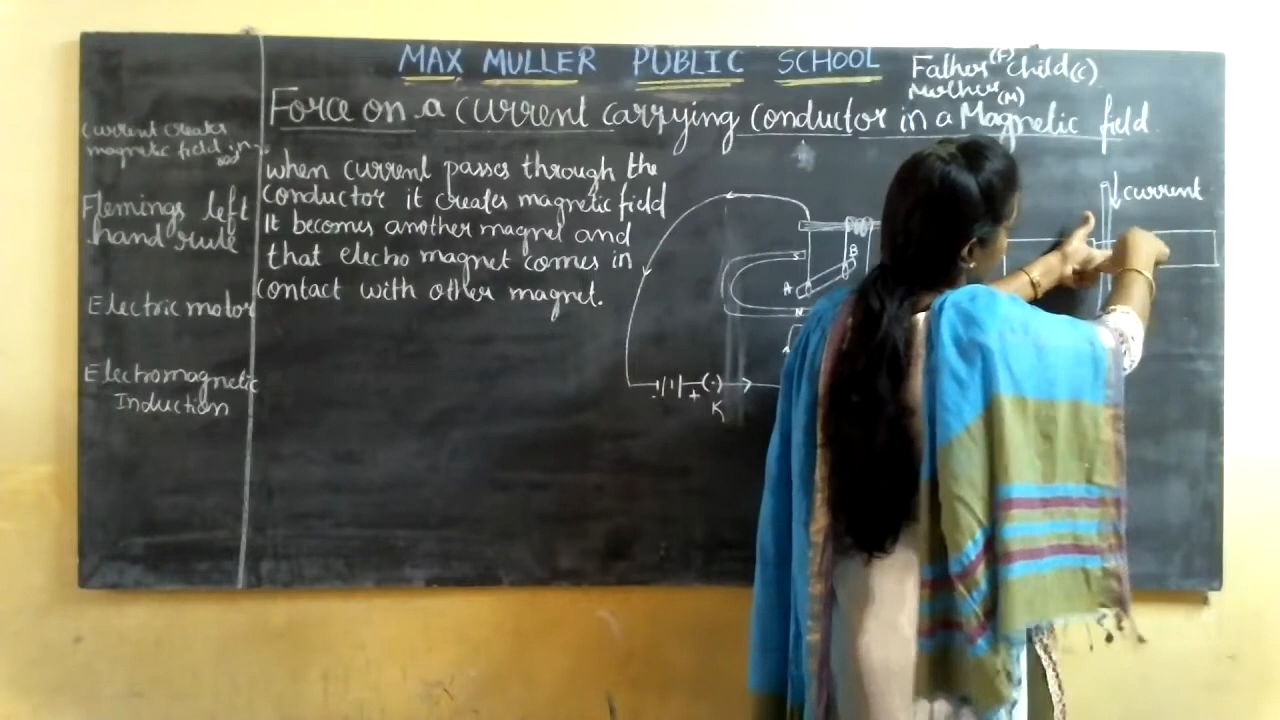 MAX MULLER PUBLIC SCHOOL
Father (F) Child (C)
Mother (M)
Force on a current carrying conductor in a Magnetic field
Current creates
magnetic field in
Flemings left
hand rule
Electric motor
Electromagnetic
Induction
when current passes through the
conductor it creates magnetic field
It becomes another magnet and
that electro magnet comes in
contact with other magnet.
current
B
S
A
N
- +
K